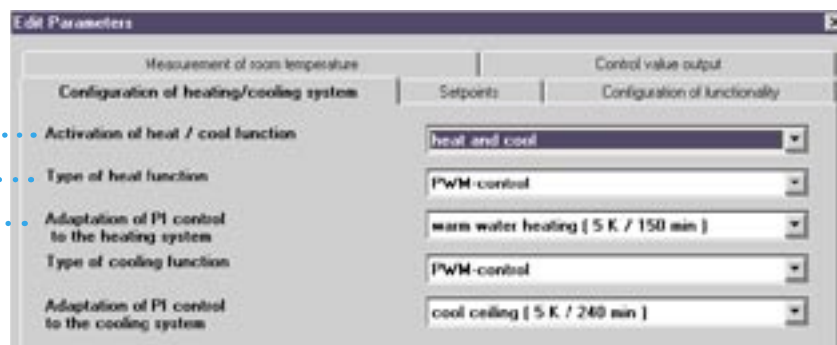 Edit Parameters
Measurement of room temperature
Control value output
Configuration of heating/cooling system
Setpoints
Configuration of functionality
Activation of heat / cool function
heat and cool
Type of heat function
PWM-control
Adaptation of PI control
to the heating system
warm water heating ( 5 K / 150 min )
Type of cooling function
PWM-control
Adaptation of PI control
to the cooling system
cool ceiling ( 5 K / 240 min )